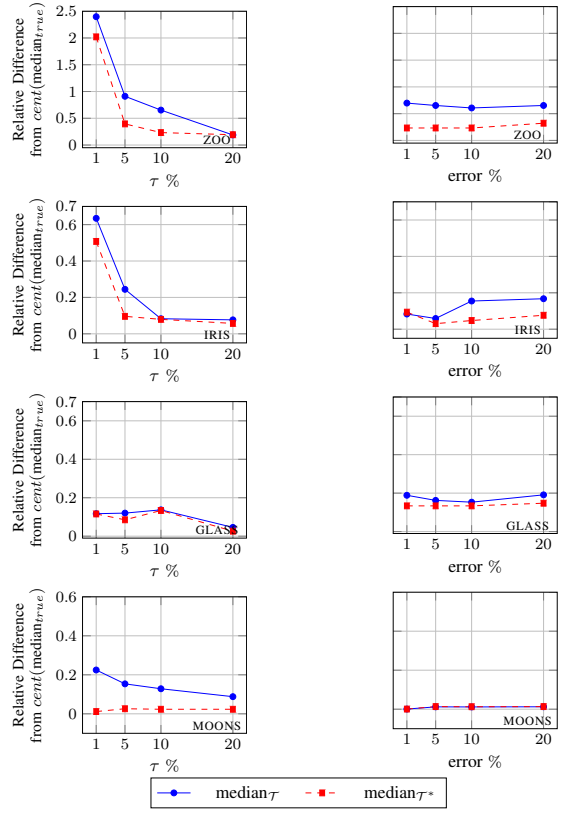 Relative Difference
from cent(median_true)
2.5
2
1.5
1
0.5
0
ZOO
1 5 10 20
τ %
ZOO
1 5 10 20
error %
Relative Difference
from cent(median_true)
0.7
0.6
0.4
0.2
0
IRIS
1 5 10 20
τ %
IRIS
1 5 10 20
error %
Relative Difference
from cent(median_true)
0.7
0.6
0.4
0.2
0
GLASS
1 5 10 20
τ %
GLASS
1 5 10 20
error %
Relative Difference
from cent(median_true)
0.6
0.4
0.2
0
MOONS
1 5 10 20
τ %
MOONS
1 5 10 20
error %
median_𝒯 median_𝒯*